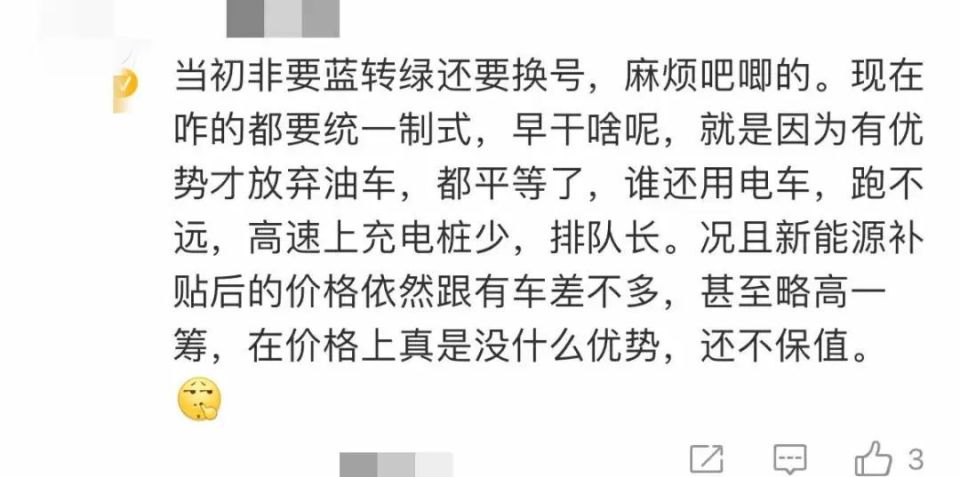 当初非要蓝转绿还要换号，麻烦吧唧的。现在
咋的都要统一制式，早干啥呢，就是因为有优
势才放弃油车，都平等了，谁还用电车，跑不
远，高速上充电桩少，排队长。况且新能源补
贴后的价格依然跟有车差不多，甚至略高一
筹，在价格上真是没什么优势，还不保值。
3